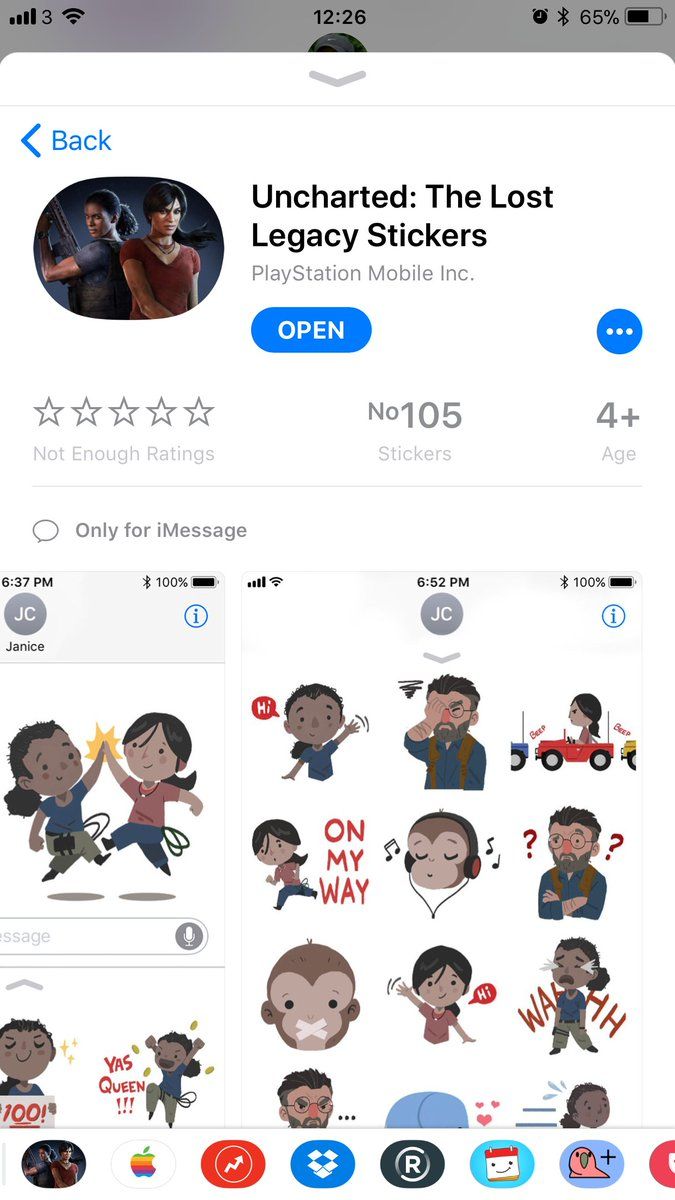 3 12:26 65%
Back
Uncharted: The Lost
Legacy Stickers
PlayStation Mobile Inc.
OPEN
No105 4+
Not Enough Ratings Stickers Age
Only for iMessage
6:37 PM 100%
JC
Janice
essage
YAS
QUEEN
!!!
100!
6:52 PM 100%
JC
Hi
BEEP
BEEP
ON
MY
WAY
? ?
Hi
WAHHH
...
R